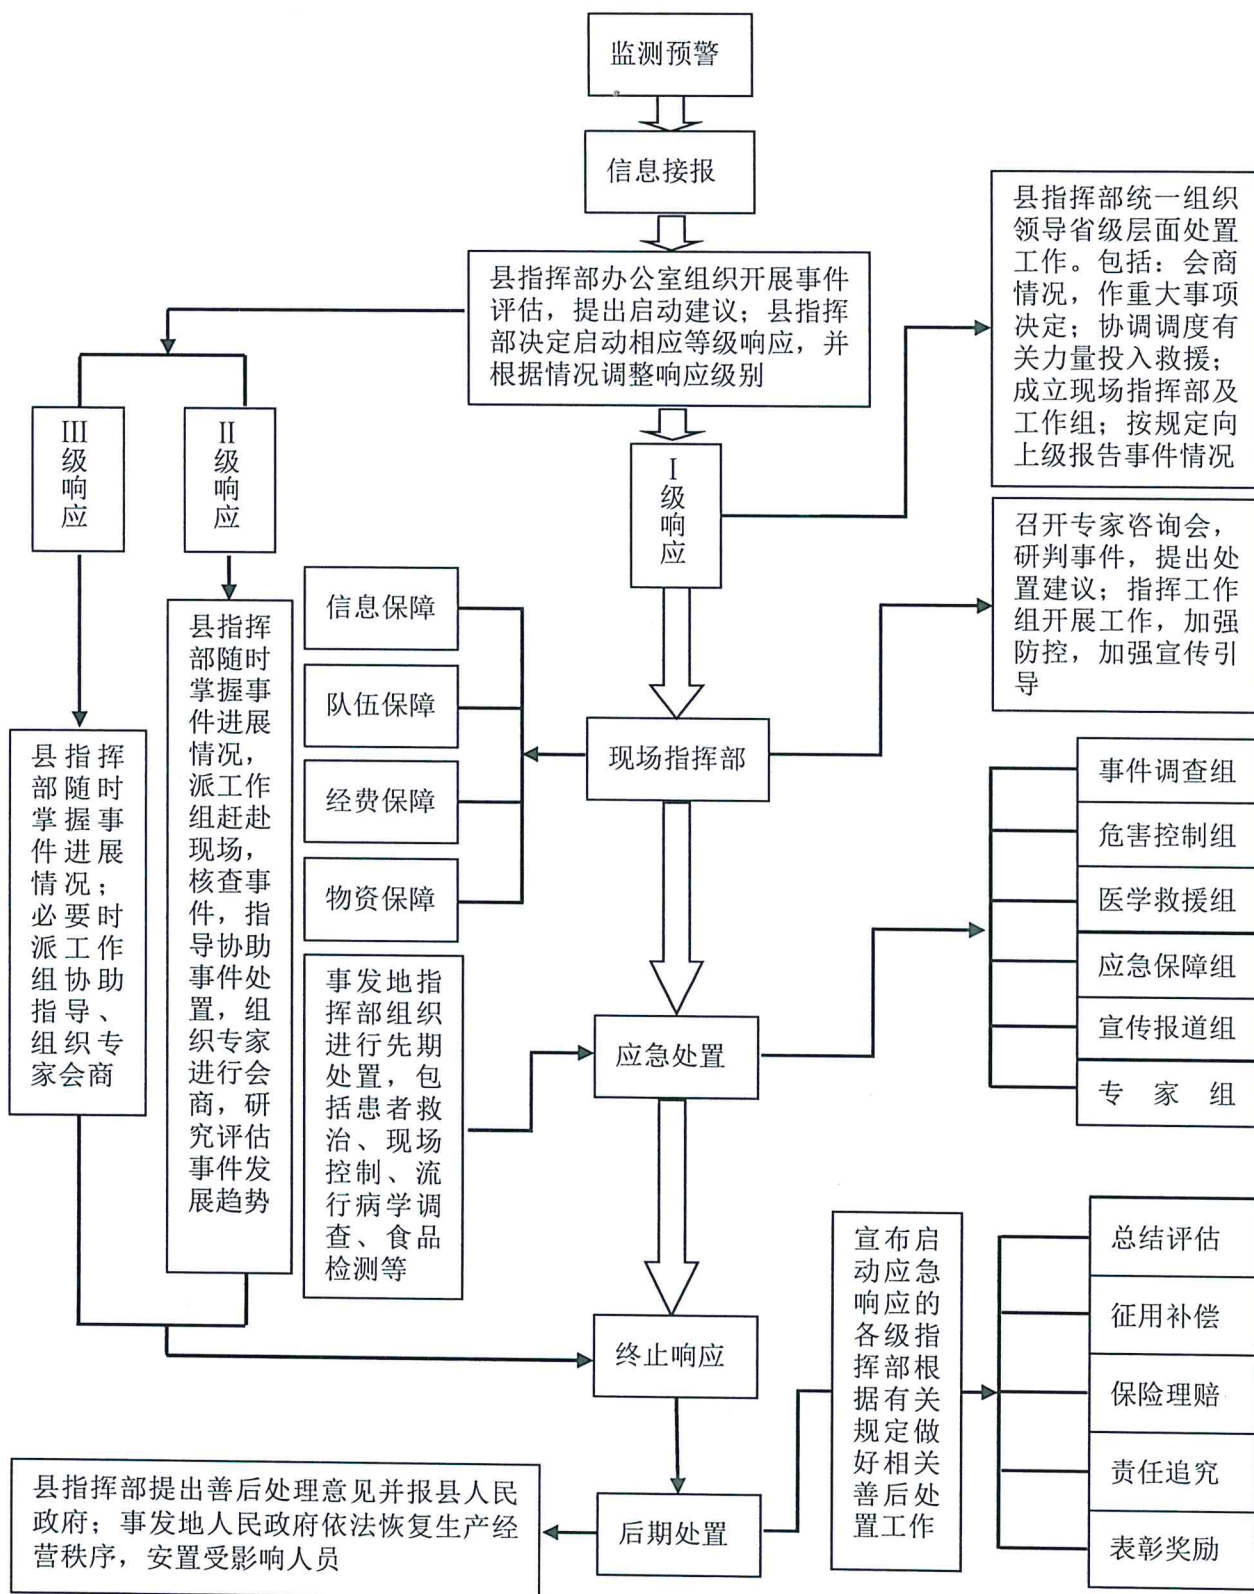 监测预警
信息接报
县指挥部办公室组织开展事件
评估，提出启动建议；县指挥
部决定启动相应等级响应，并
根据情况调整响应级别
县指挥部统一组织
领导省级层面处置
工作。包括：会商
情况，作重大事项
决定；协调调度有
关力量投入救援；
成立现场指挥部及
工作组；按规定向
上级报告事件情况
III级响应
II级响应
I级响应
召开专家咨询会，
研判事件，提出处
置建议；指挥工作
组开展工作，加强
防控，加强宣传引
导
县指挥
部随时
掌握事
件进展
情况；
必要时
派工作
组协助
指导、
组织专
家会商
县指挥
部随时
掌握事
件进展
情况，
派工作
组赶赴
现场，
核查事
件，指
导协助
事件处
置，组
织专家
进行会
商，研
究评估
事件发
展趋势
信息保障
队伍保障
经费保障
物资保障
现场指挥部
事件调查组
危害控制组
医学救援组
应急保障组
宣传报道组
专家组
事发地指
挥部组织
进行先期
处置，包
括患者救
治、现场
控制、流
行病学调
查、食品
检测等
应急处置
终止响应
宣布启
动应急
响应的
各级指
挥部根
据有关
规定做
好相关
善后处
置工作
总结评估
征用补偿
保险理赔
责任追究
表彰奖励
后期处置
县指挥部提出善后处理意见并报县人民
政府；事发地人民政府依法恢复生产经
营秩序，安置受影响人员